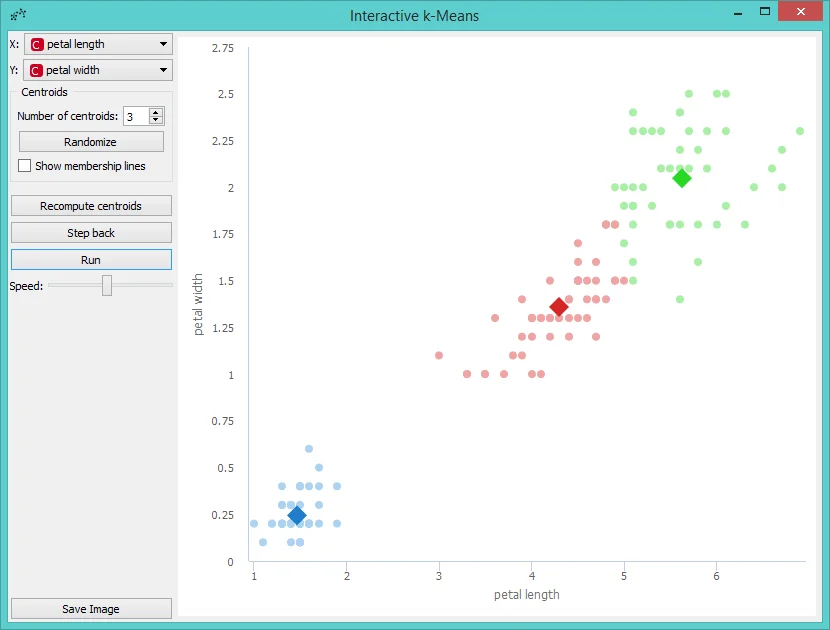 Interactive k-Means
X: C petal length
Y: C petal width
Centroids
Number of centroids: 3
Randomize
Show membership lines
Recompute centroids
Step back
Run
Speed:
Save Image
2.75
2.5
2.25
2
1.75
1.5
1.25
1
0.75
0.5
0.25
0
petal width
1 2 3 4 5 6
petal length